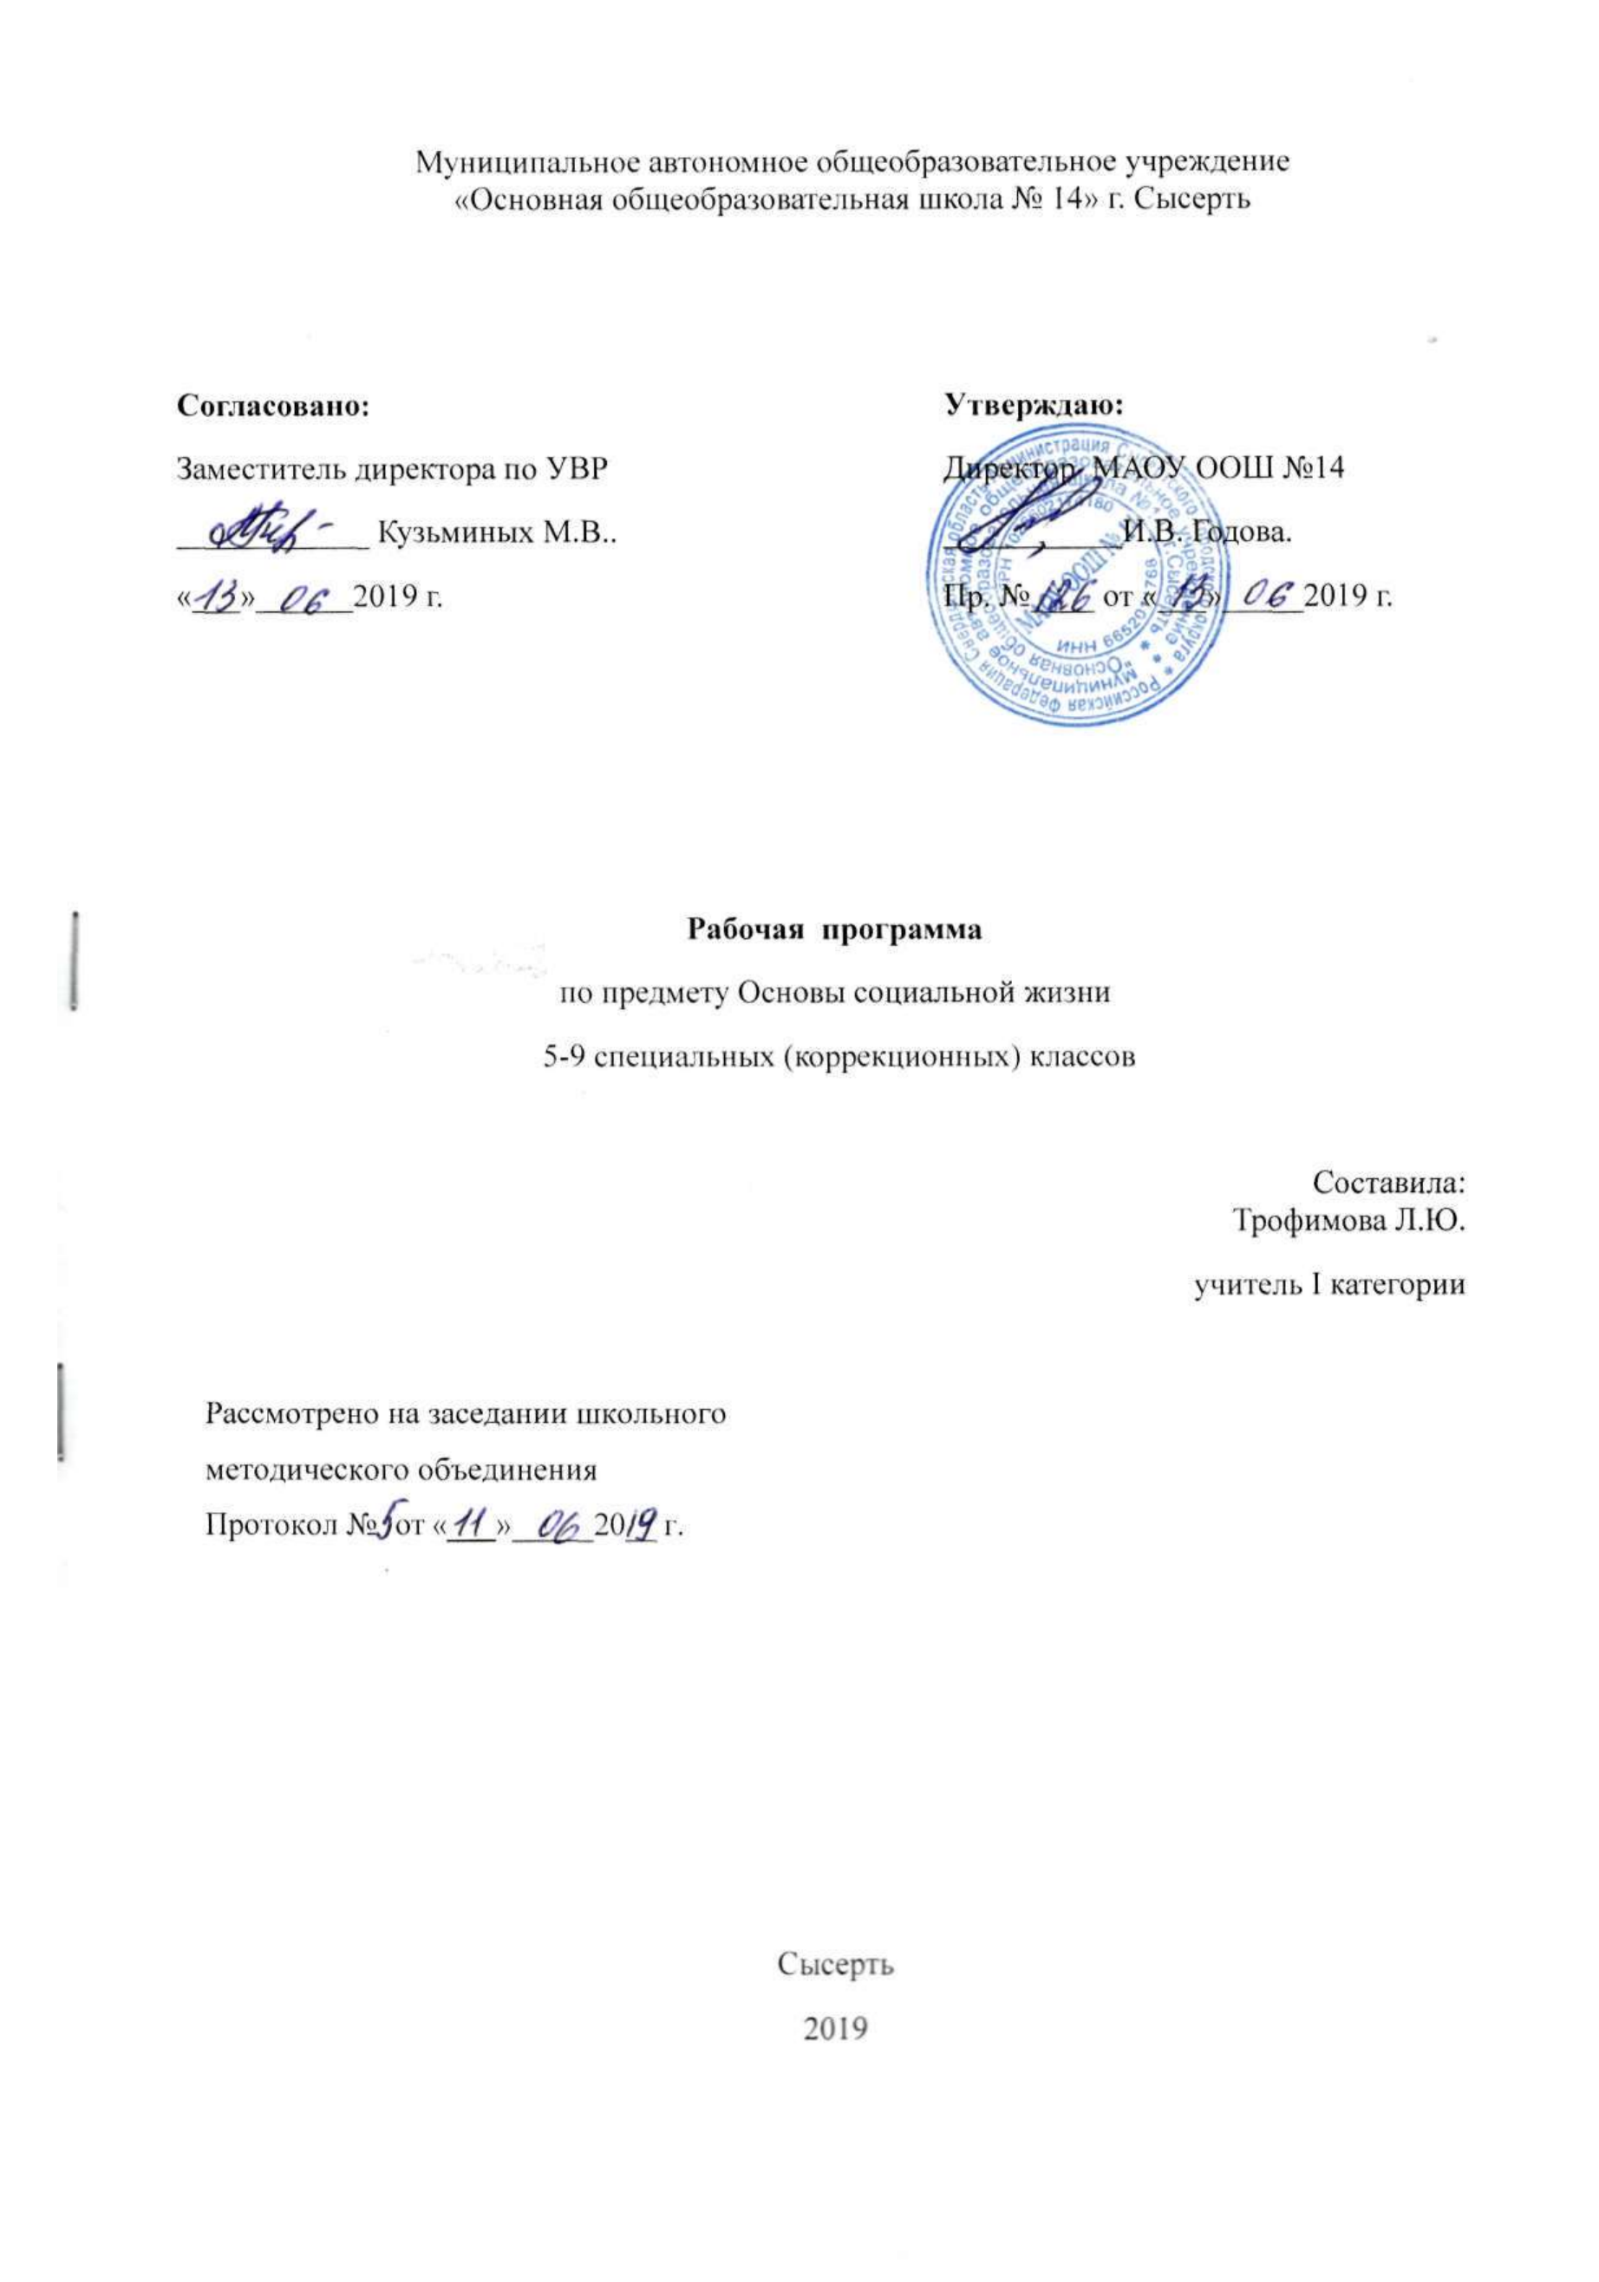 Муниципальное автономное общеобразовательное учреждение
«Основная общеобразовательная школа № 14» г. Сысерть
Согласовано:
Заместитель директора по УВР
Кузьминых М.В..
«13» 06 2019 г.
Утверждаю:
Директор МАОУ ООШ №14
И.В. Годова.
Пр. № 126 от «13» 06 2019 г.
Рабочая программа
по предмету Основы социальной жизни
5-9 специальных (коррекционных) классов
Составила:
Трофимова Л.Ю.
учитель I категории
Рассмотрено на заседании школьного
методического объединения
Протокол №5 от «11» 06 2019 г.
Сысерть
2019